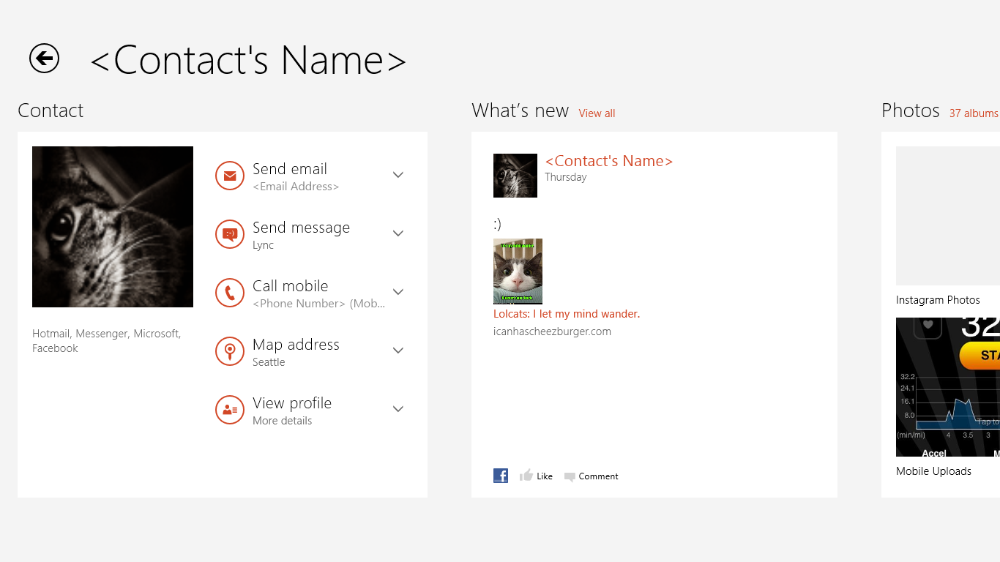 <Contact's Name>
Contact
Send email
<Email Address>
Send message
Lync
Call mobile
<Phone Number> (Mob...
Map address
Seattle
View profile
More details
Hotmail, Messenger, Microsoft,
Facebook
What’s new View all
<Contact's Name>
Thursday
:)
Lolcats: I let my mind wander.
icanhascheezburger.com
Like Comment
Photos 37 albums
Instagram Photos
32
STA
32.2
24.1
16.1
8.0
Tap to
(min/mi) 4 3.5 3
Accel
Mobile Uploads